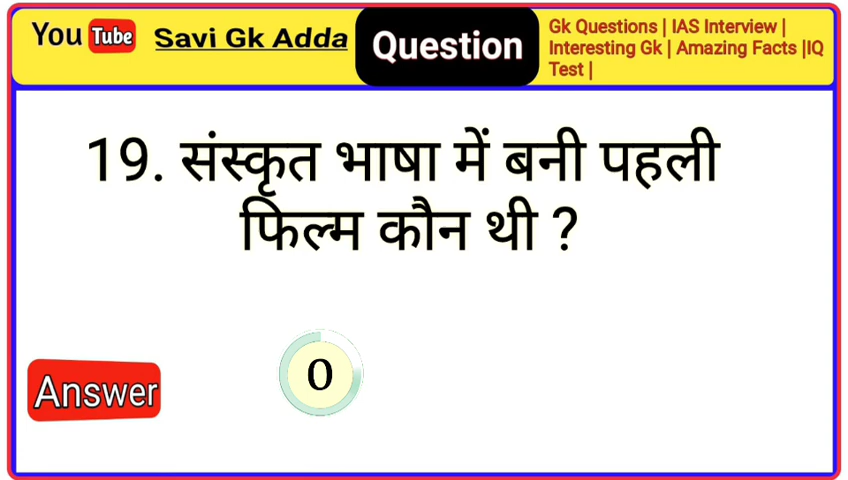 You Tube Savi Gk Adda Question
Gk Questions | IAS Interview |
Interesting Gk | Amazing Facts |IQ
Test |
19. संस्कृत भाषा में बनी पहली
फिल्म कौन थी ?
0
Answer